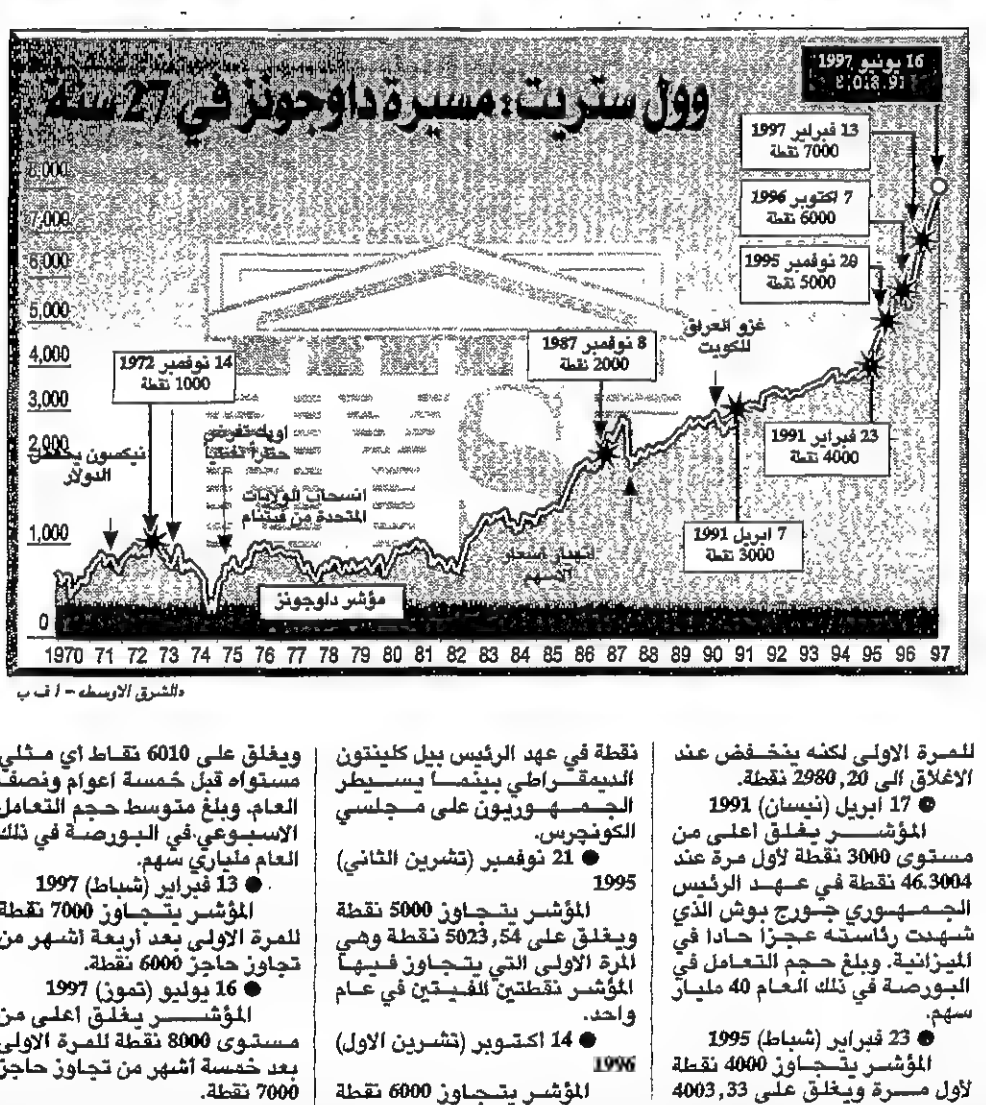 وول ستريت: مسيرة داوجونز في 27 سنة
16 يونيو 1997
8,018.91
13 فبراير 1997
7000 نقطة
7 اكتوبر 1996
6000 نقطة
20 نوفمبر 1995
5000 نقطة
8,000
7,000
6,000
5,000
4,000
3,000
2,000
1,000
0
غزو العراق
للكويت
8 نوفمبر 1987
2000 نقطة
14 نوفمبر 1972
1000 نقطة
23 فبراير 1991
4000 نقطة
7 ابريل 1991
3000 نقطة
نيكسون يخفض
الدولار
اوبك تفرض
حظرا نفطيا
انسحاب الولايات
المتحدة من فيتنام
انهيار اسعار
الاسهم
NYSE
مؤشر داوجونز
1970 71 72 73 74 75 76 77 78 79 80 81 82 83 84 85 86 87 88 89 90 91 92 93 94 95 96 97
«الشرق الاوسط» - ا ف ب
للمرة الاولى لكنه ينخفض عند
الاغلاق الى 2980,20 نقطة.
● 17 ابريل (نيسان) 1991
المؤشر يغلق اعلى من
مستوى 3000 نقطة لأول مرة عند
46.3004 نقطة في عهد الرئيس
الجمهوري جورج بوش الذي
شهدت رئاسته عجزا حادا في
الميزانية. وبلغ حجم التعامل في
البورصة في ذلك العام 40 مليار
سهم.
● 23 فبراير (شباط) 1995
المؤشر يتجاوز 4000 نقطة
لأول مرة ويغلق على 4003,33
نقطة في عهد الرئيس بيل كلينتون
الديمقراطي بينما يسيطر
الجمهوريون على مجلسي
الكونجرس.
● 21 نوفمبر (تشرين الثاني)
1995
المؤشر يتجاوز 5000 نقطة
ويغلق على 5023,54 نقطة وهي
المرة الاولى التي يتجاوز فيها
المؤشر نقطتين الفيتين في عام
واحد.
● 14 اكتوبر (تشرين الاول)
1996
المؤشر يتجاوز 6000 نقطة
ويغلق على 6010 نقاط أي مثلي
مستواه قبل خمسة اعوام ونصف
العام. وبلغ متوسط حجم التعامل
الاسبوعي في البورصة في ذلك
العام ملياري سهم.
● 13 فبراير (شباط) 1997
المؤشر يتجاوز 7000 نقطة
للمرة الاولى بعد أربعة أشهر من
تجاوز حاجز 6000 نقطة.
● 16 يوليو (تموز) 1997
المؤشر يغلق اعلى من
مستوى 8000 نقطة للمرة الاولى
بعد خمسة اشهر من تجاوز حاجز
7000 نقطة.